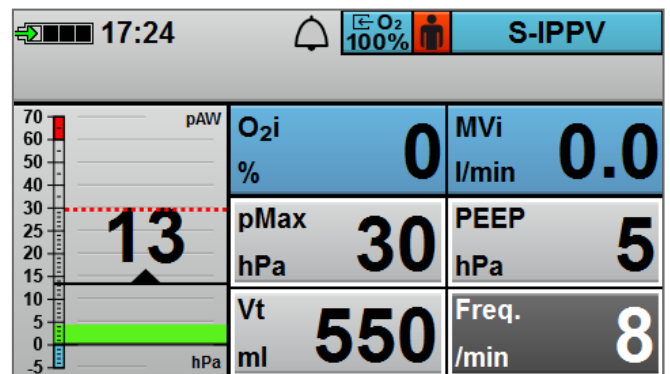 17:24
O2
100%
S-IPPV
70
60
50
40
30
25
20
15
10
5
0
-5
pAW
13
hPa
O2i
%
0
MVi
l/min
0.0
pMax
hPa
30
PEEP
hPa
5
Vt
ml
550
Freq.
/min
8